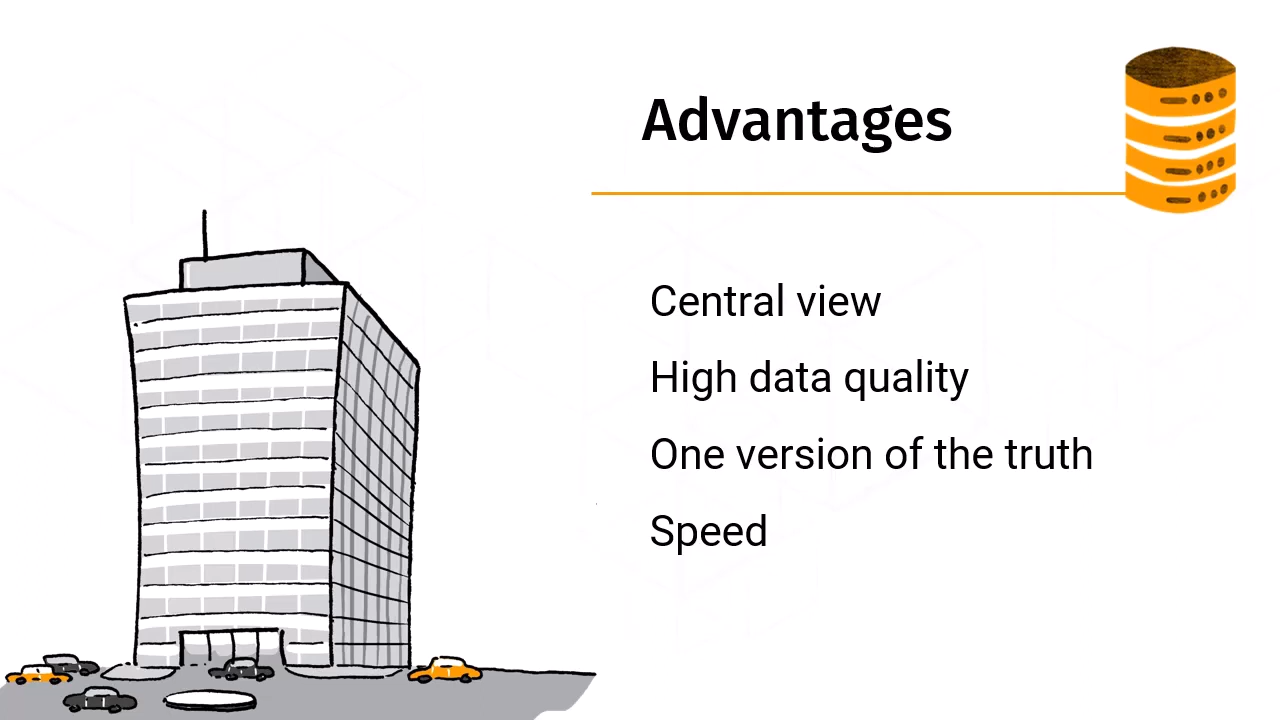 Advantages
Central view
High data quality
One version of the truth
Speed